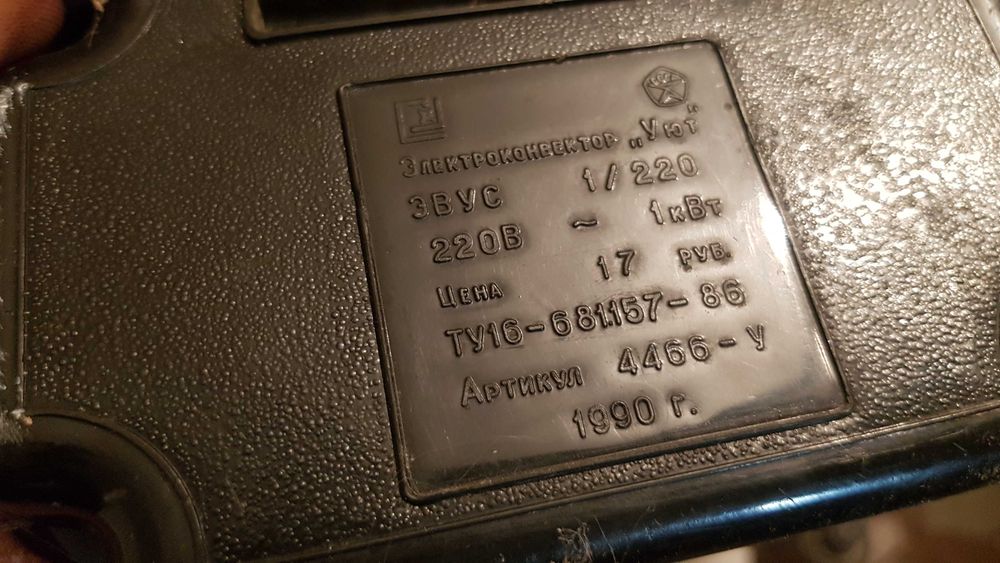 Электроконвектор „Уют"
ЭВУС 1/220
220В ~ 1кВт
Цена 17 руб.
ТУ16-681.157-86
Артикул 4466-У
1990 г.